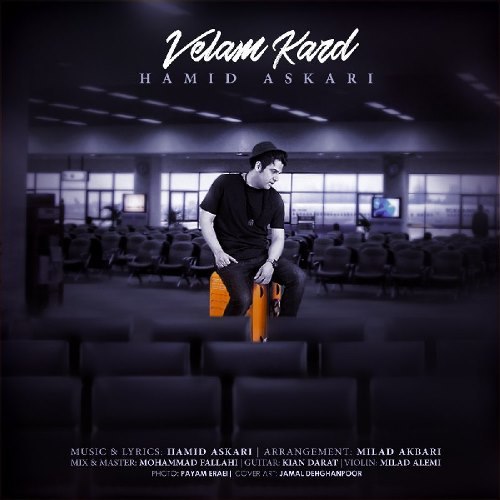 Velam Kard
HAMID ASKARI
MUSIC & LYRICS: HAMID ASKARI | ARRANGEMENT: MILAD AKBARI
MIX & MASTER: MOHAMMAD FALLAHI | GUITAR: KIAN DARAT | VIOLIN: MILAD ALEMI
PHOTO: PAYAM ERABI | COVER ART: JAMAL DEHGHANPOOR